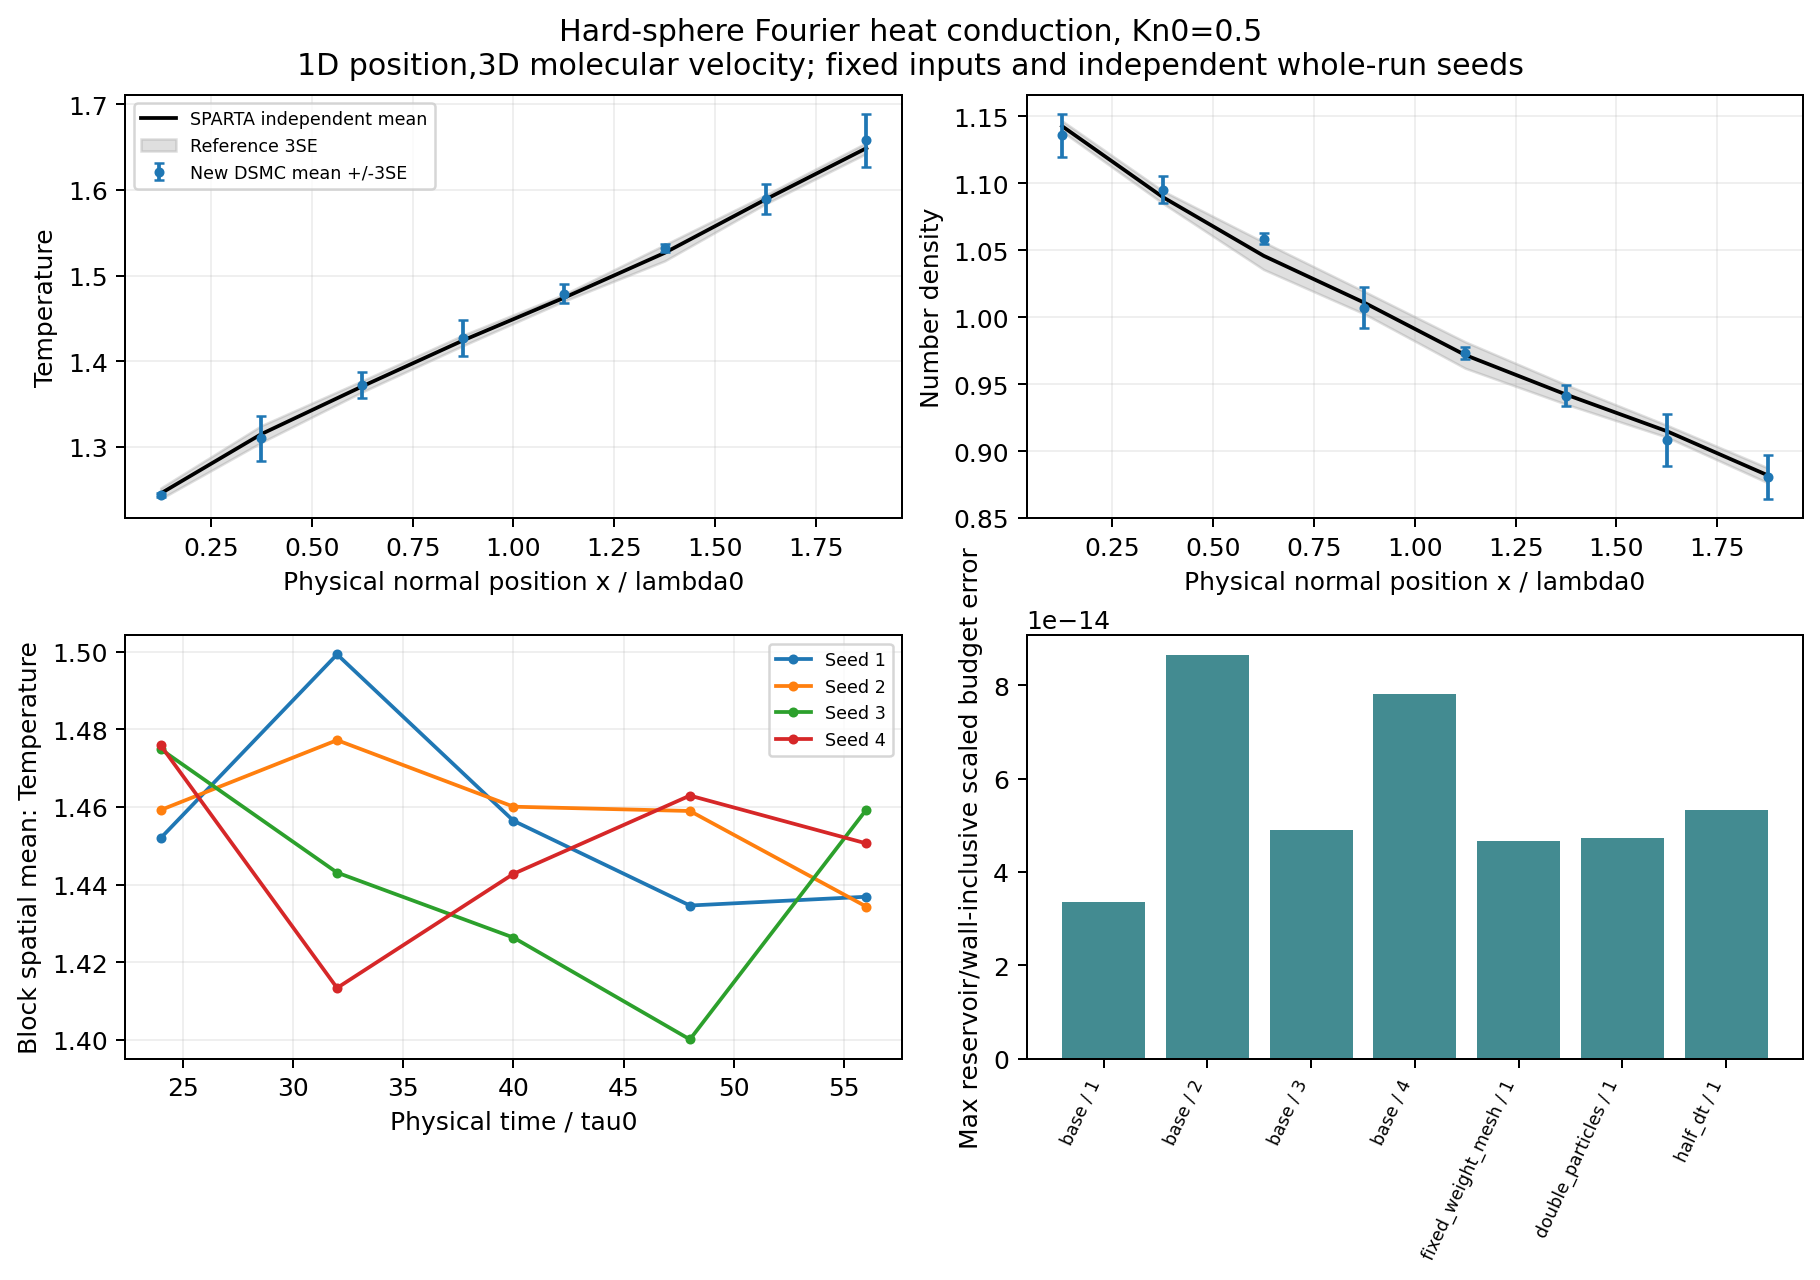 Hard-sphere Fourier heat conduction, Kn0=0.5
1D position,3D molecular velocity; fixed inputs and independent whole-run seeds
Temperature
1.7
1.6
1.5
1.4
1.3
SPARTA independent mean
Reference 3SE
New DSMC mean +/-3SE
0.25 0.50 0.75 1.00 1.25 1.50 1.75
Physical normal position x / lambda0
Number density
1.15
1.10
1.05
1.00
0.95
0.90
0.85
0.25 0.50 0.75 1.00 1.25 1.50 1.75
Physical normal position x / lambda0
Block spatial mean: Temperature
1.50
1.48
1.46
1.44
1.42
1.40
Seed 1
Seed 2
Seed 3
Seed 4
25 30 35 40 45 50 55
Physical time / tau0
Max reservoir/wall-inclusive scaled budget error
1e−14
8
6
4
2
0
base / 1
base / 2
base / 3
base / 4
fixed_weight_mesh / 1
double_particles / 1
half_dt / 1